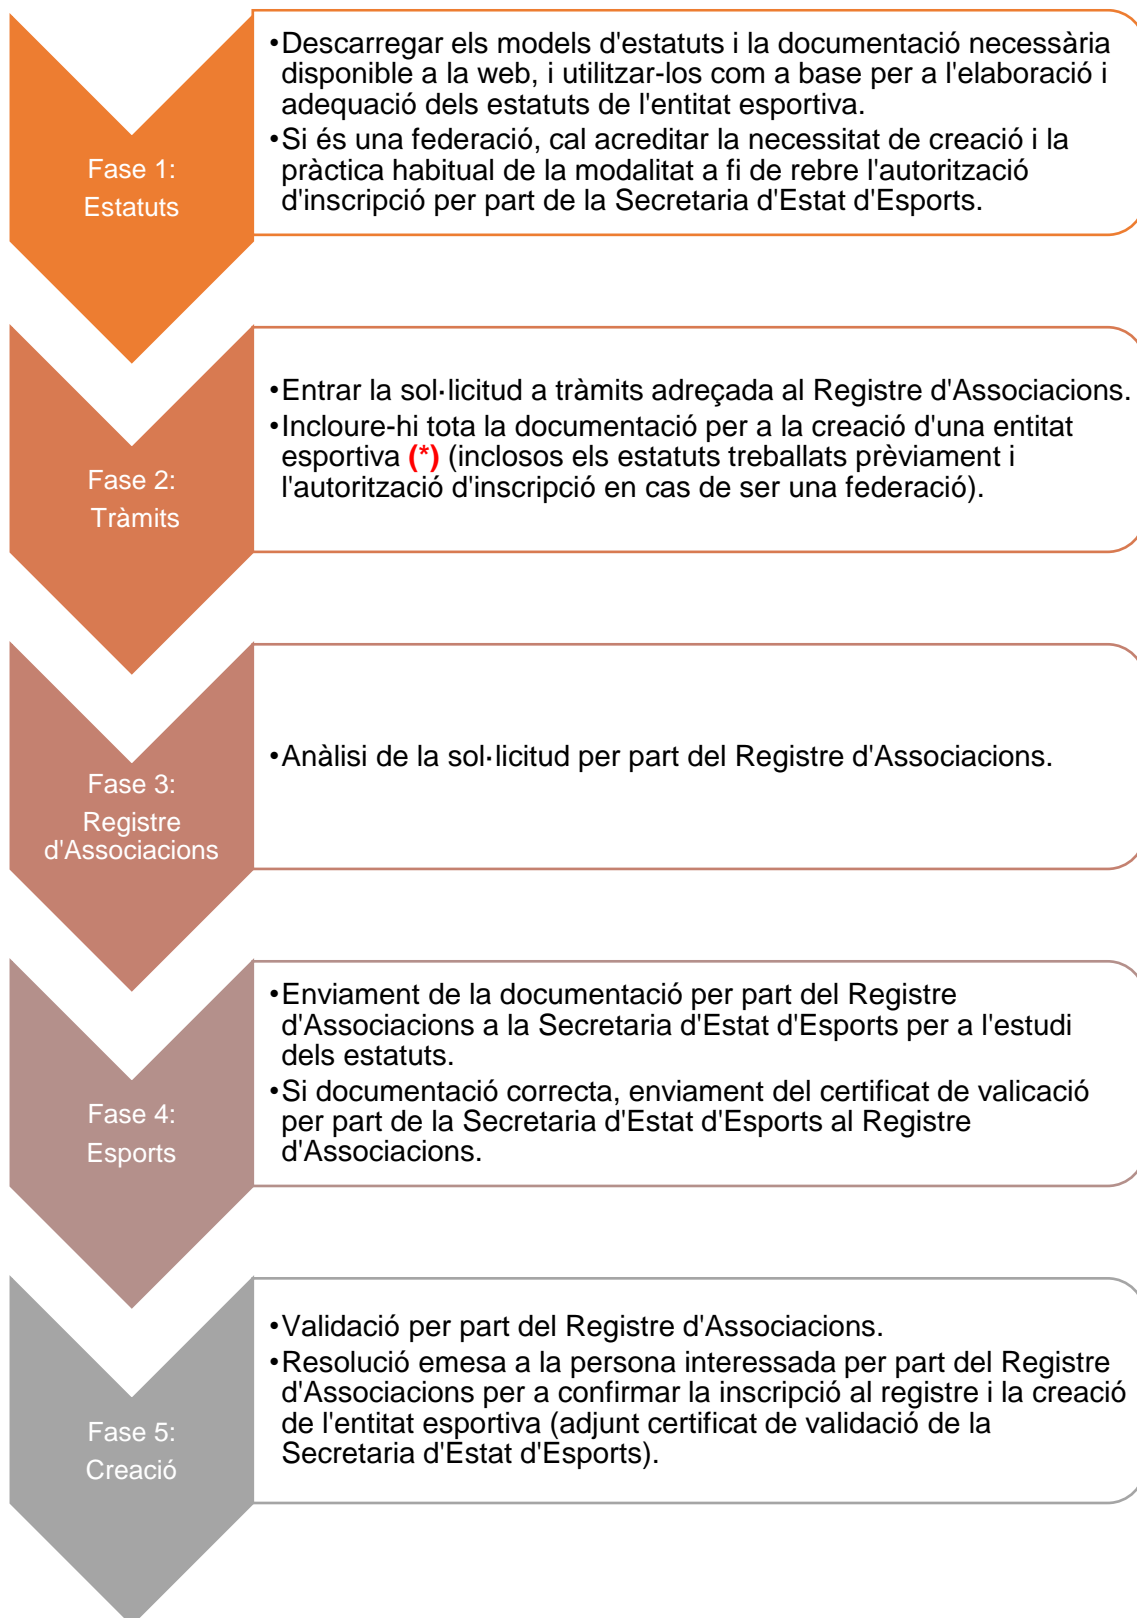 Fase 1:
Estatuts
•Descarregar els models d'estatuts i la documentació necessària
disponible a la web, i utilitzar-los com a base per a l'elaboració i
adequació dels estatuts de l'entitat esportiva.
•Si és una federació, cal acreditar la necessitat de creació i la
pràctica habitual de la modalitat a fi de rebre l'autorització
d'inscripció per part de la Secretaria d'Estat d'Esports.
Fase 2:
Tràmits
•Entrar la sol·licitud a tràmits adreçada al Registre d'Associacions.
•Incloure-hi tota la documentació per a la creació d'una entitat
esportiva (*) (inclosos els estatuts treballats prèviament i
l'autorització d'inscripció en cas de ser una federació).
Fase 3:
Registre
d'Associacions
•Anàlisi de la sol·licitud per part del Registre d'Associacions.
Fase 4:
Esports
•Enviament de la documentació per part del Registre
d'Associacions a la Secretaria d'Estat d'Esports per a l'estudi
dels estatuts.
•Si documentació correcta, enviament del certificat de valicació
per part de la Secretaria d'Estat d'Esports al Registre
d'Associacions.
Fase 5:
Creació
•Validació per part del Registre d'Associacions.
•Resolució emesa a la persona interessada per part del Registre
d'Associacions per a confirmar la inscripció al registre i la creació
de l'entitat esportiva (adjunt certificat de validació de la
Secretaria d'Estat d'Esports).